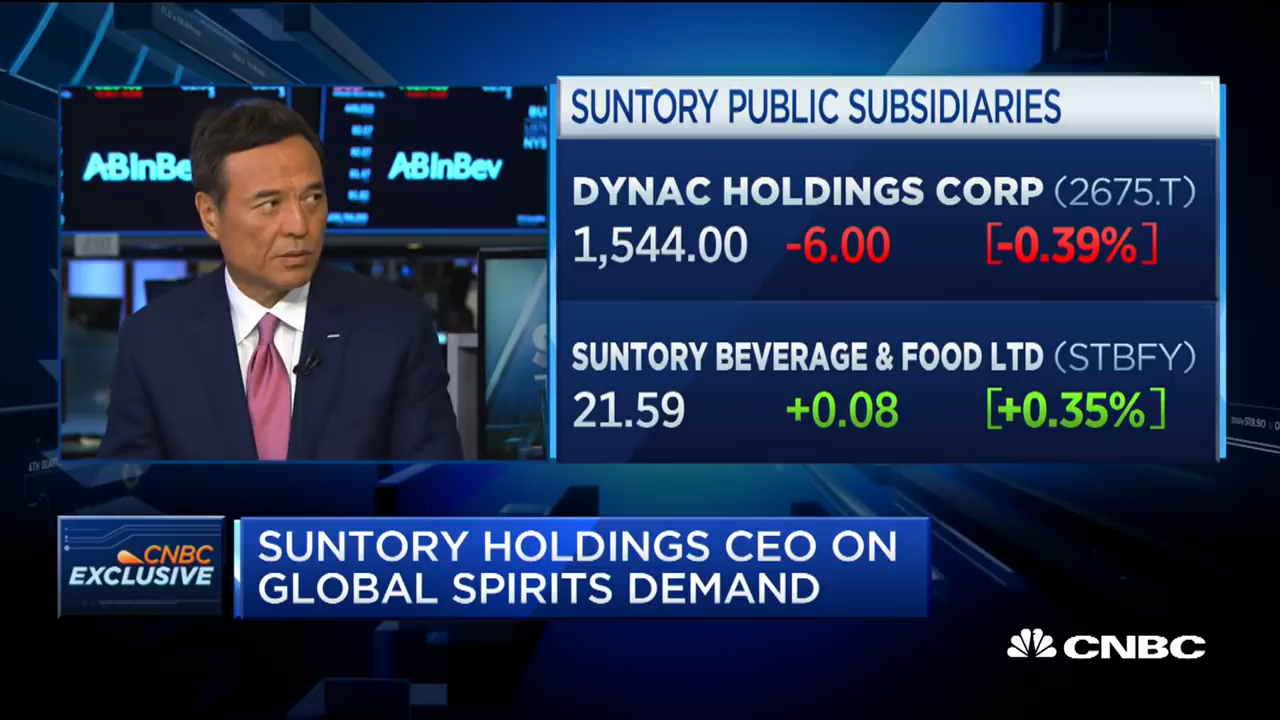 SUNTORY PUBLIC SUBSIDIARIES
ABInBev
ABInBev
DYNAC HOLDINGS CORP (2675.T)
1,544.00 -6.00 [-0.39%]
SUNTORY BEVERAGE & FOOD LTD (STBFY)
21.59 +0.08 [+0.35%]
CNBC
EXCLUSIVE
SUNTORY HOLDINGS CEO ON
GLOBAL SPIRITS DEMAND
CNBC